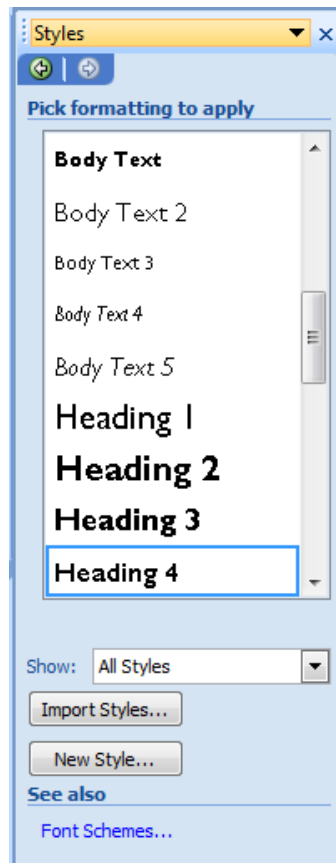 Styles
Pick formatting to apply
Body Text
Body Text 2
Body Text 3
Body Text 4
Body Text 5
Heading 1
Heading 2
Heading 3
Heading 4
Show: All Styles
Import Styles...
New Style...
See also
Font Schemes...